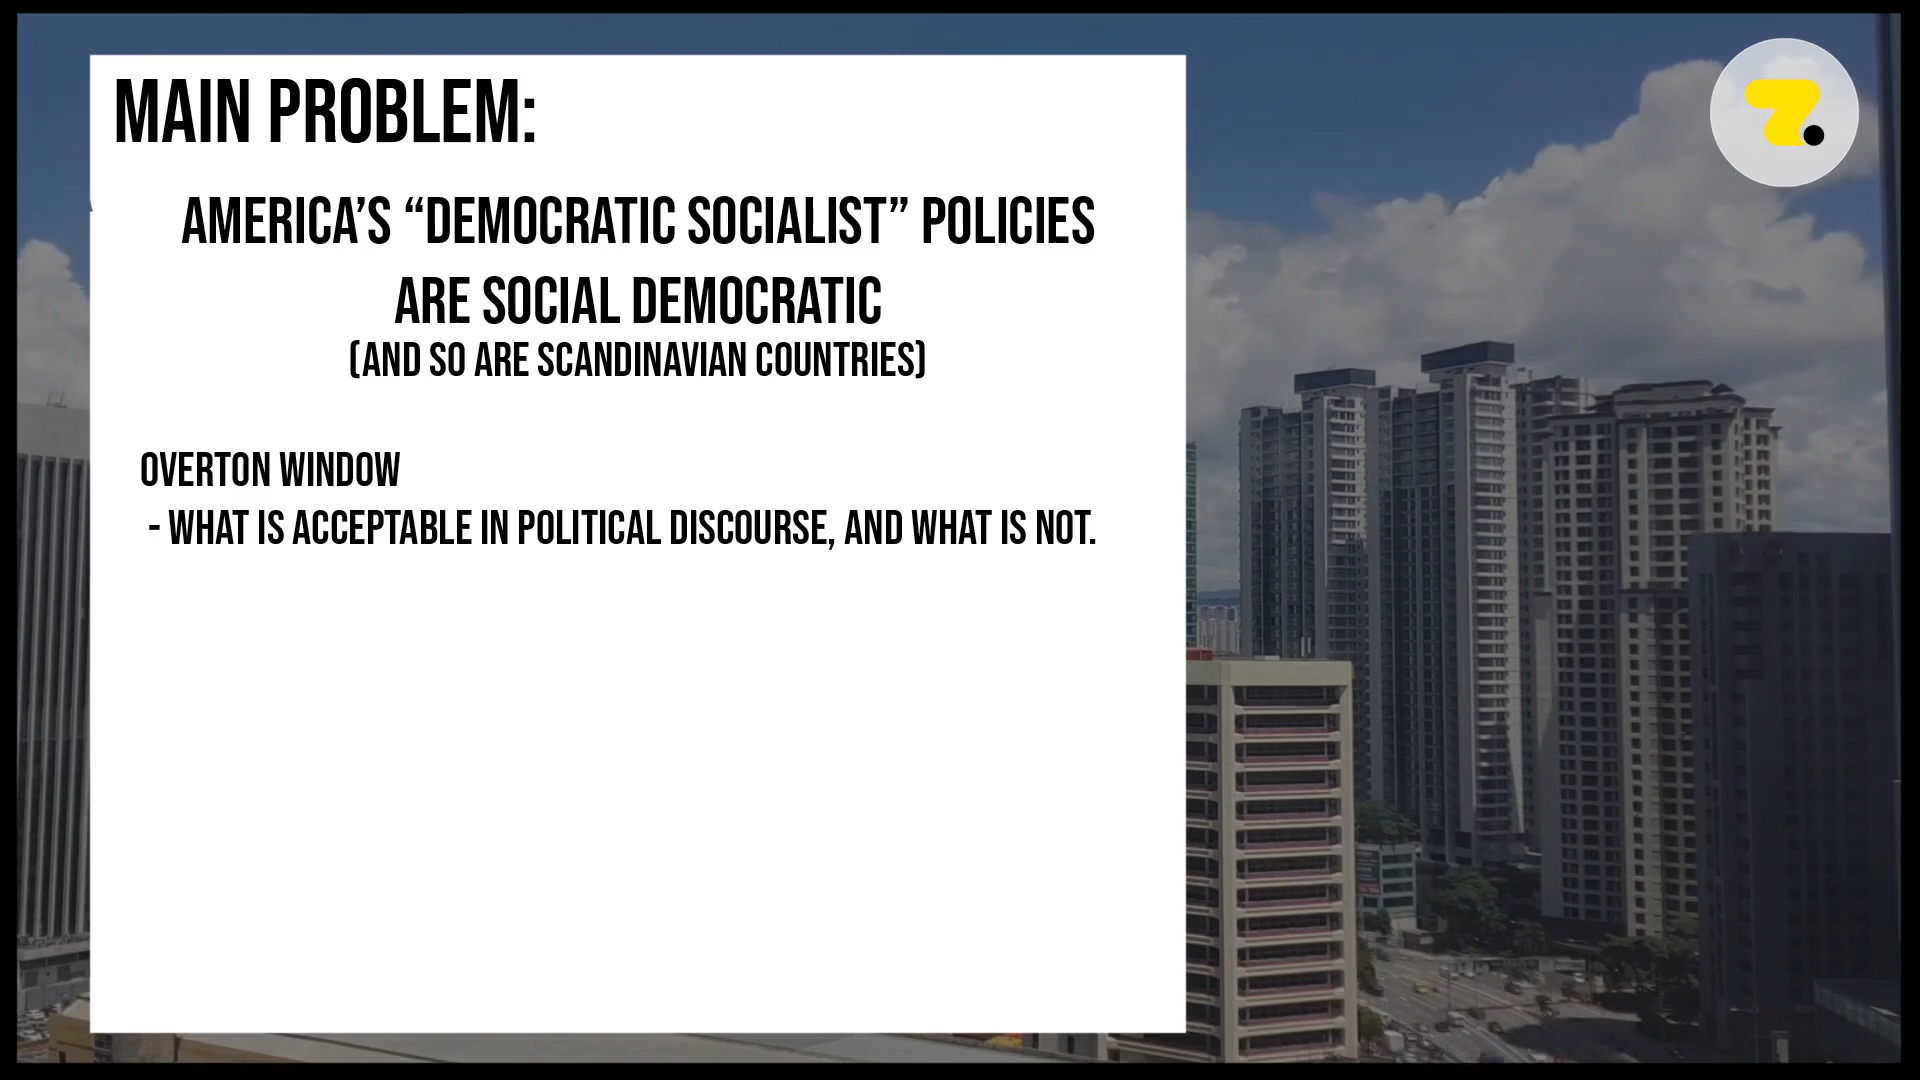 MAIN PROBLEM:
AMERICA'S “DEMOCRATIC SOCIALIST” POLICIES
ARE SOCIAL DEMOCRATIC
(AND SO ARE SCANDINAVIAN COUNTRIES)
OVERTON WINDOW
- WHAT IS ACCEPTABLE IN POLITICAL DISCOURSE, AND WHAT IS NOT.